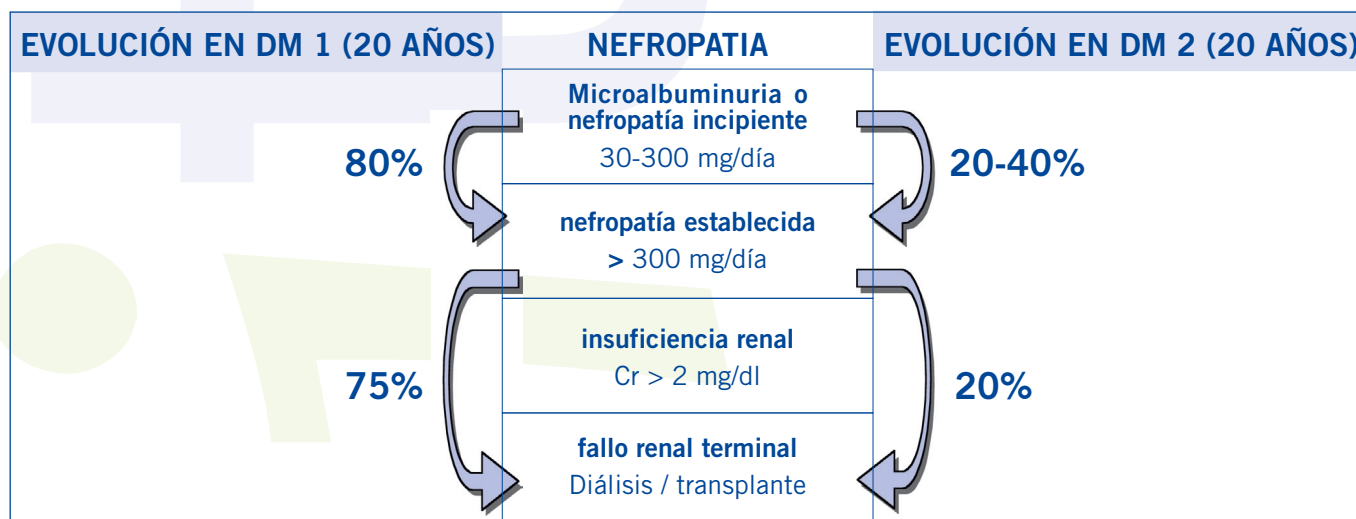 EVOLUCIÓN EN DM 1 (20 AÑOS)
NEFROPATIA
EVOLUCIÓN EN DM 2 (20 AÑOS)
Microalbuminuria o
nefropatía incipiente
30-300 mg/día
80%
20-40%
nefropatía establecida
> 300 mg/día
insuficiencia renal
Cr > 2 mg/dl
75%
20%
fallo renal terminal
Diálisis / transplante